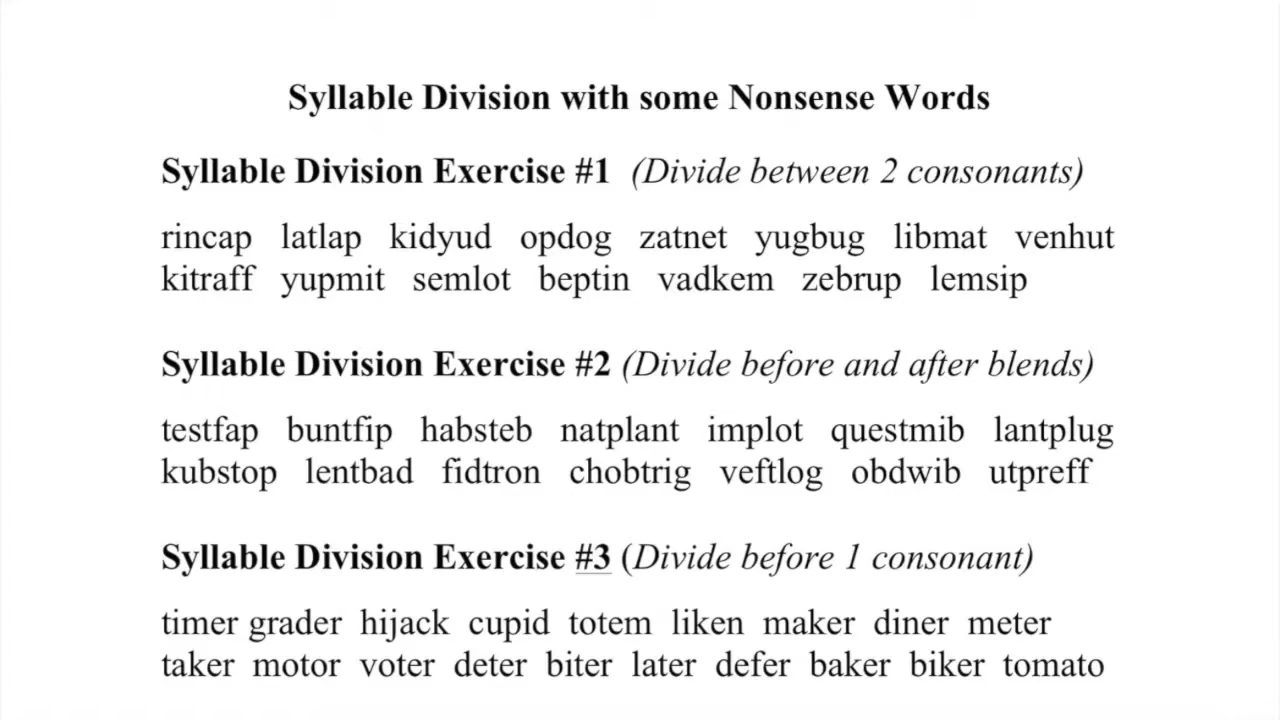 Syllable Division with some Nonsense Words
Syllable Division Exercise #1 (Divide between 2 consonants)
rincap latlap kidyud opdog zatnet yugbug libmat venhut
kitraff yupmit semlot beptin vadkem zebrup lemsip
Syllable Division Exercise #2 (Divide before and after blends)
testfap buntfip habsteb natplant implot questmib lantplug
kubstop lentbad fidtron chobtrig veftlog obdwib utpreff
Syllable Division Exercise #3 (Divide before 1 consonant)
timer grader hijack cupid totem liken maker diner meter
taker motor voter deter biter later defer baker biker tomato